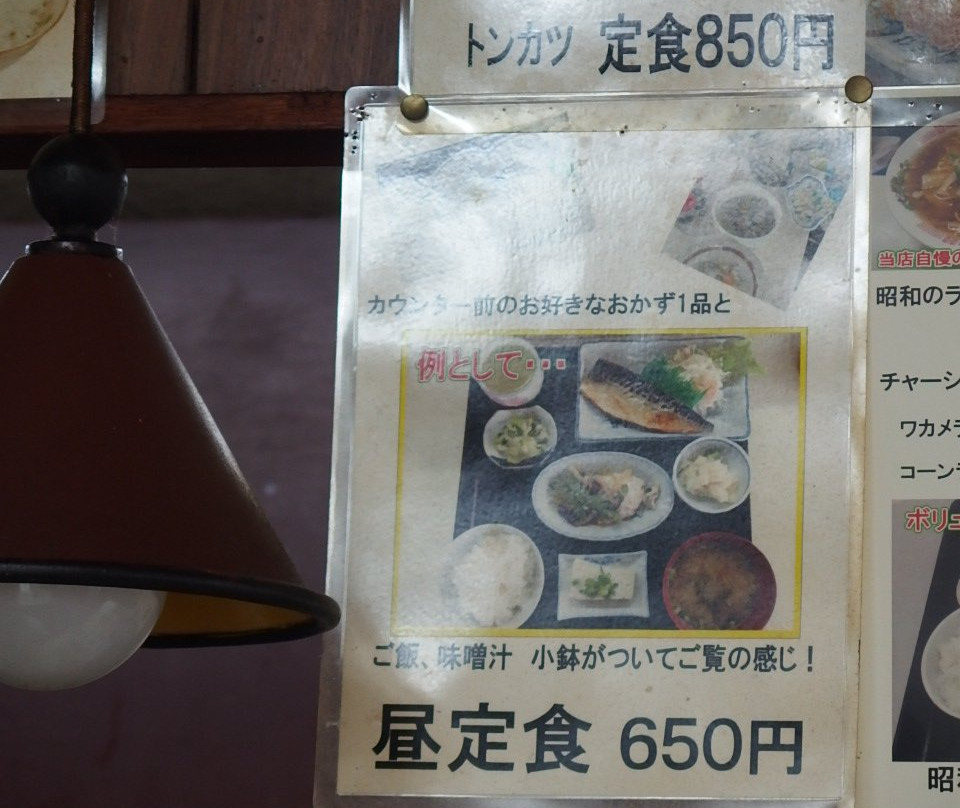 トンカツ 定食850円
カウンター前のお好きなおかず1品と
例として・・・
ご飯、味噌汁 小鉢がついてご覧の感じ！
昼定食 650円
当店自慢の
昭和のラ
チャーシ
ワカメラ
コーンラ
ボリュ
昭和